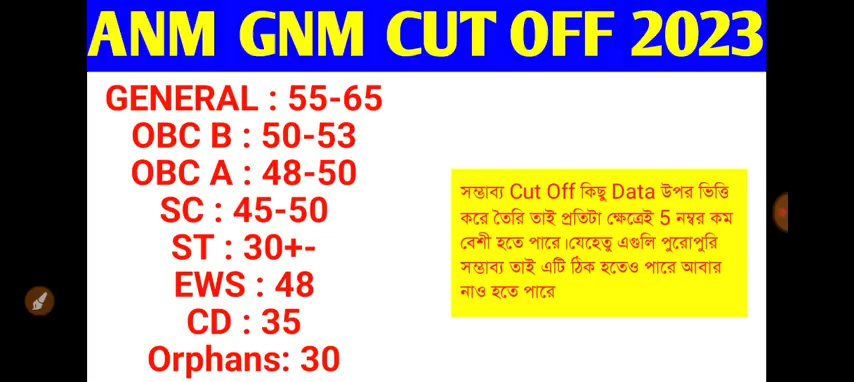 ANM GNM CUT OFF 2023
GENERAL : 55-65
OBC B : 50-53
OBC A : 48-50
SC : 45-50
ST : 30+-
EWS : 48
CD : 35
Orphans: 30
সম্ভাব্য Cut Off কিছু Data উপর ভিত্তি
করে তৈরি তাই প্রতিটা ক্ষেত্রেই 5 নম্বর কম
বেশী হতে পারে।যেহেতু এগুলি পুরোপুরি
সম্ভাব্য তাই এটি ঠিক হতেও পারে আবার
নাও হতে পারে